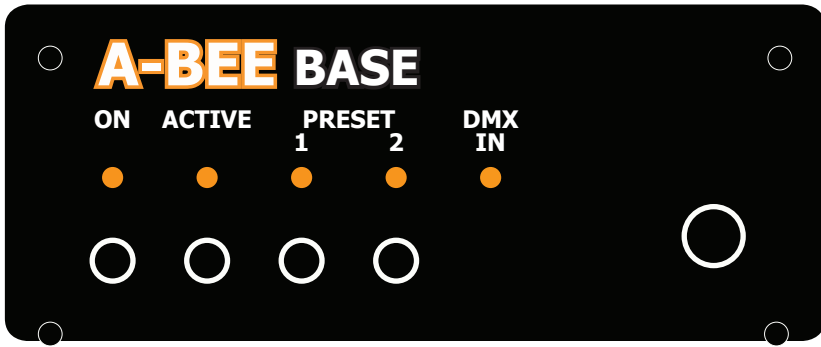 A-BEE BASE
ON ACTIVE PRESET DMX
1 2 IN